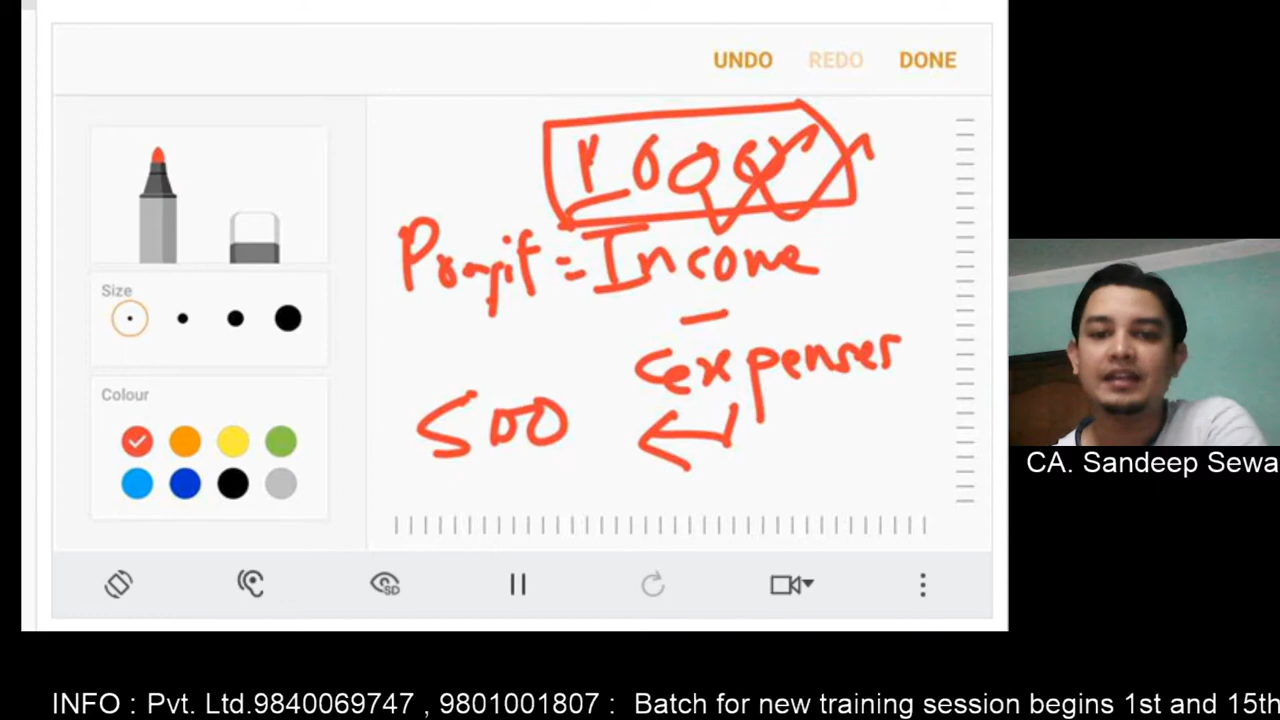 UNDO REDO DONE
Profit = Income
-
Size
expenses
Colour
500
SD
CA. Sandeep Sewa
INFO : Pvt. Ltd.9840069747 , 9801001807 : Batch for new training session begins 1st and 15th